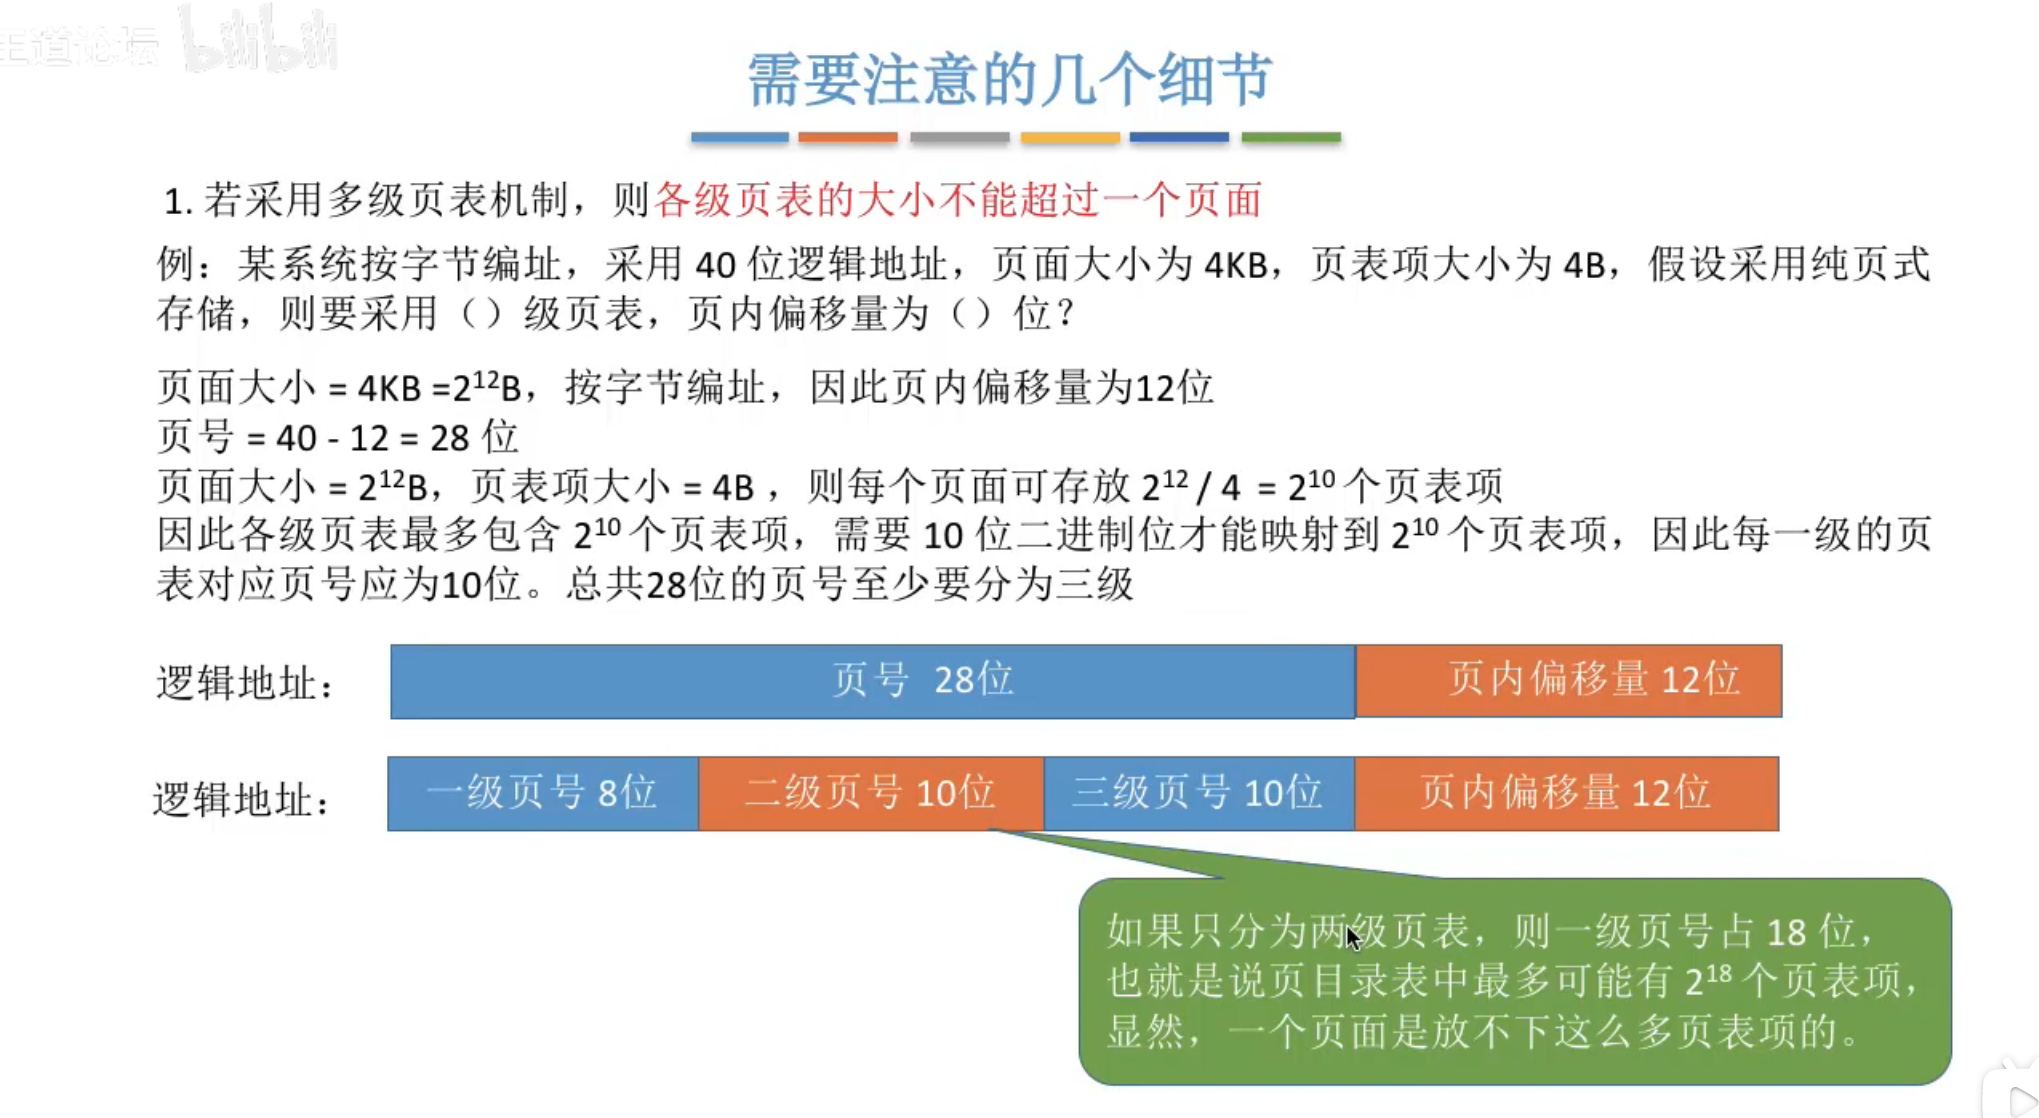 王道论坛 bilibili
需要注意的几个细节
1. 若采用多级页表机制，则各级页表的大小不能超过一个页面
例：某系统按字节编址，采用 40 位逻辑地址，页面大小为 4KB，页表项大小为 4B，假设采用纯页式
存储，则要采用（）级页表，页内偏移量为（）位？
页面大小 = 4KB =2¹²B，按字节编址，因此页内偏移量为12位
页号 = 40 - 12 = 28 位
页面大小 = 2¹²B，页表项大小 = 4B ，则每个页面可存放 2¹² / 4 = 2¹⁰ 个页表项
因此各级页表最多包含 2¹⁰ 个页表项，需要 10 位二进制位才能映射到 2¹⁰ 个页表项，因此每一级的页
表对应页号应为10位。总共28位的页号至少要分为三级
逻辑地址： 页号 28位 页内偏移量 12位
逻辑地址： 一级页号 8位 二级页号 10位 三级页号 10位 页内偏移量 12位
如果只分为两级页表，则一级页号占 18 位，
也就是说页目录表中最多可能有 2¹⁸ 个页表项，
显然，一个页面是放不下这么多页表项的。